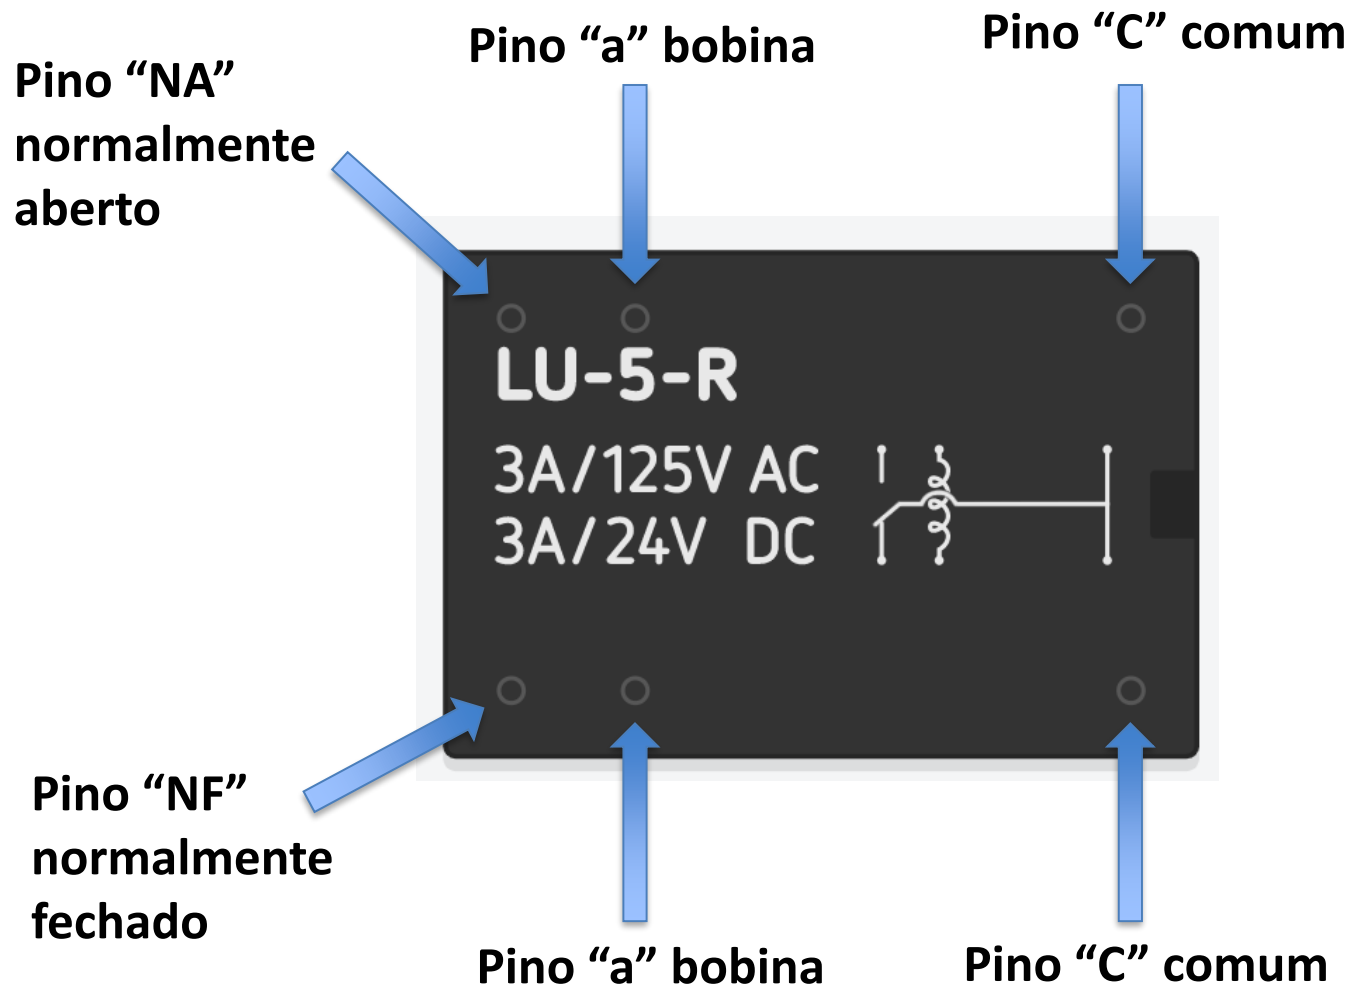 Pino “a” bobina
Pino “C” comum
Pino “NA”
normalmente
aberto
LU-5-R
3A/125V AC
3A/24V DC
Pino “NF”
normalmente
fechado
Pino “a” bobina
Pino “C” comum